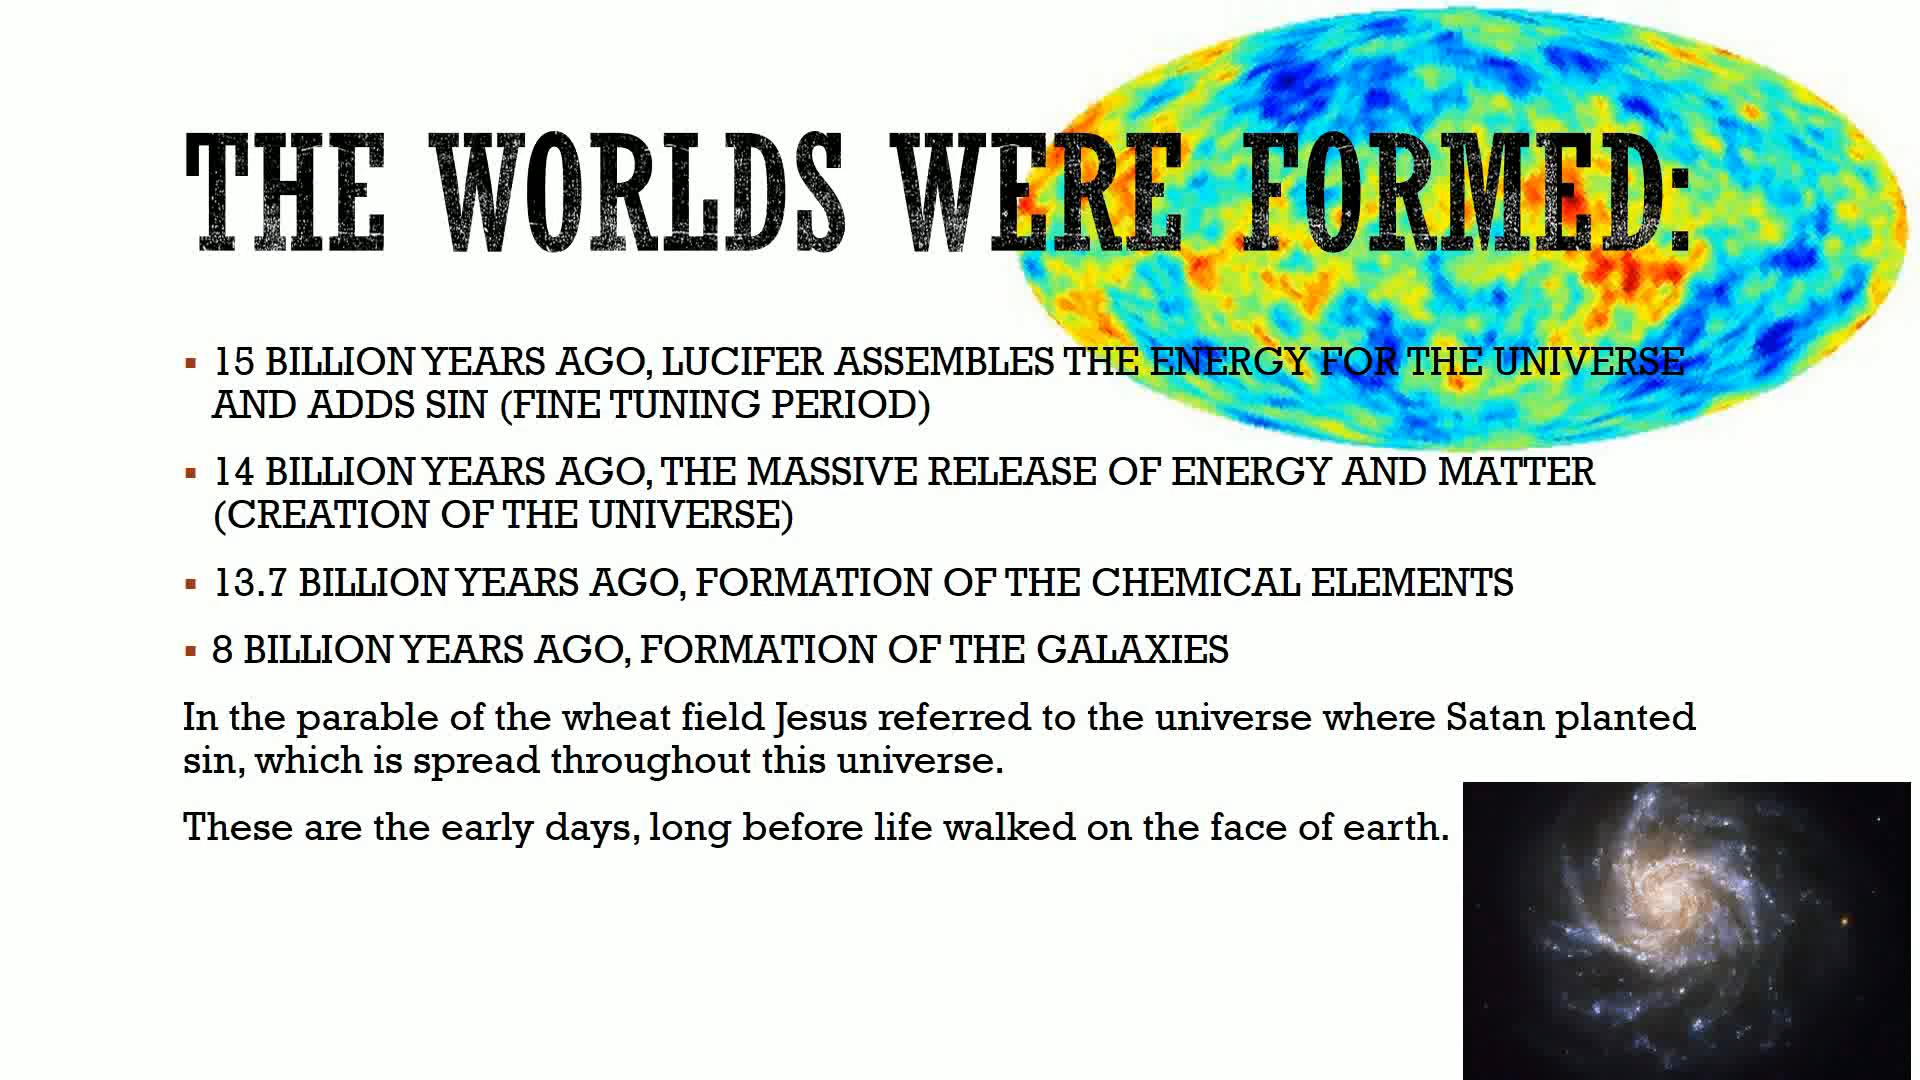 THE WORLDS WERE FORMED:
▪ 15 BILLION YEARS AGO, LUCIFER ASSEMBLES THE ENERGY FOR THE UNIVERSE
AND ADDS SIN (FINE TUNING PERIOD)
▪ 14 BILLION YEARS AGO, THE MASSIVE RELEASE OF ENERGY AND MATTER
(CREATION OF THE UNIVERSE)
▪ 13.7 BILLION YEARS AGO, FORMATION OF THE CHEMICAL ELEMENTS
▪ 8 BILLION YEARS AGO, FORMATION OF THE GALAXIES
In the parable of the wheat field Jesus referred to the universe where Satan planted
sin, which is spread throughout this universe.
These are the early days, long before life walked on the face of earth.